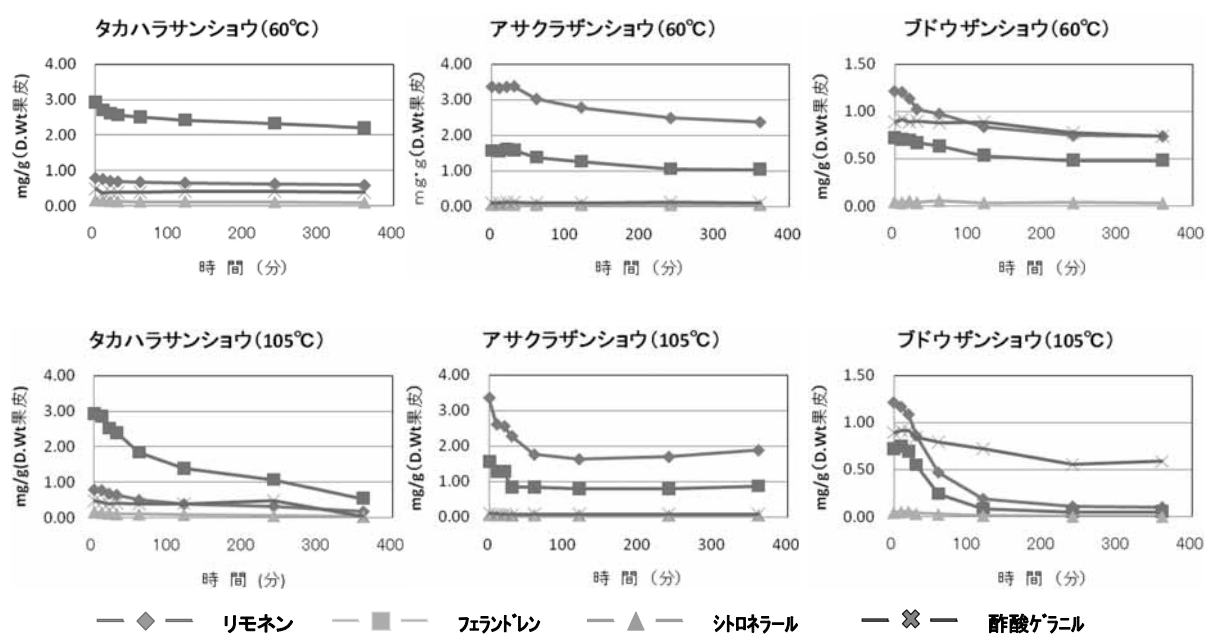 タカハラサンショウ(60℃)
mg/g(D.Wt果皮)
4.00
3.00
2.00
1.00
0.00
0 100 200 300 400
時 間 (分)
アサクラザンショウ(60℃)
mg・g(D.Wt果皮)
4.00
3.00
2.00
1.00
0.00
0 100 200 300 400
時 間 (分)
ブドウザンショウ(60℃)
mg/g(D.Wt果皮)
1.50
1.00
0.50
0.00
0 100 200 300 400
時 間 (分)
タカハラサンショウ(105℃)
mg/g(D.Wt果皮)
4.00
3.00
2.00
1.00
0.00
0 100 200 300 400
時 間 (分)
アサクラザンショウ(105℃)
mg/g(D.Wt果皮)
4.00
3.00
2.00
1.00
0.00
0 100 200 300 400
時 間 (分)
ブドウザンショウ(105℃)
mg/g(D.Wt果皮)
1.50
1.00
0.50
0.00
0 100 200 300 400
時 間 (分)
リモネン フェランドレン シトロネラール 酢酸ゲラニル